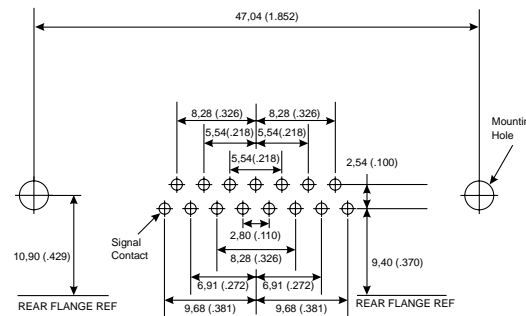 47,04 (1.852)
8,28 (.326)
8,28 (.326)
5,54(.218)
5,54(.218)
5,54(.218)
Mountin
Hole
2,54 (.100)
Signal
Contact
2,80 (.110)
8,28 (.326)
10,90 (.429)
9,40 (.370)
6,91 (.272)
6,91 (.272)
REAR FLANGE REF
9,68 (.381)
9,68 (.381)
REAR FLANGE REF